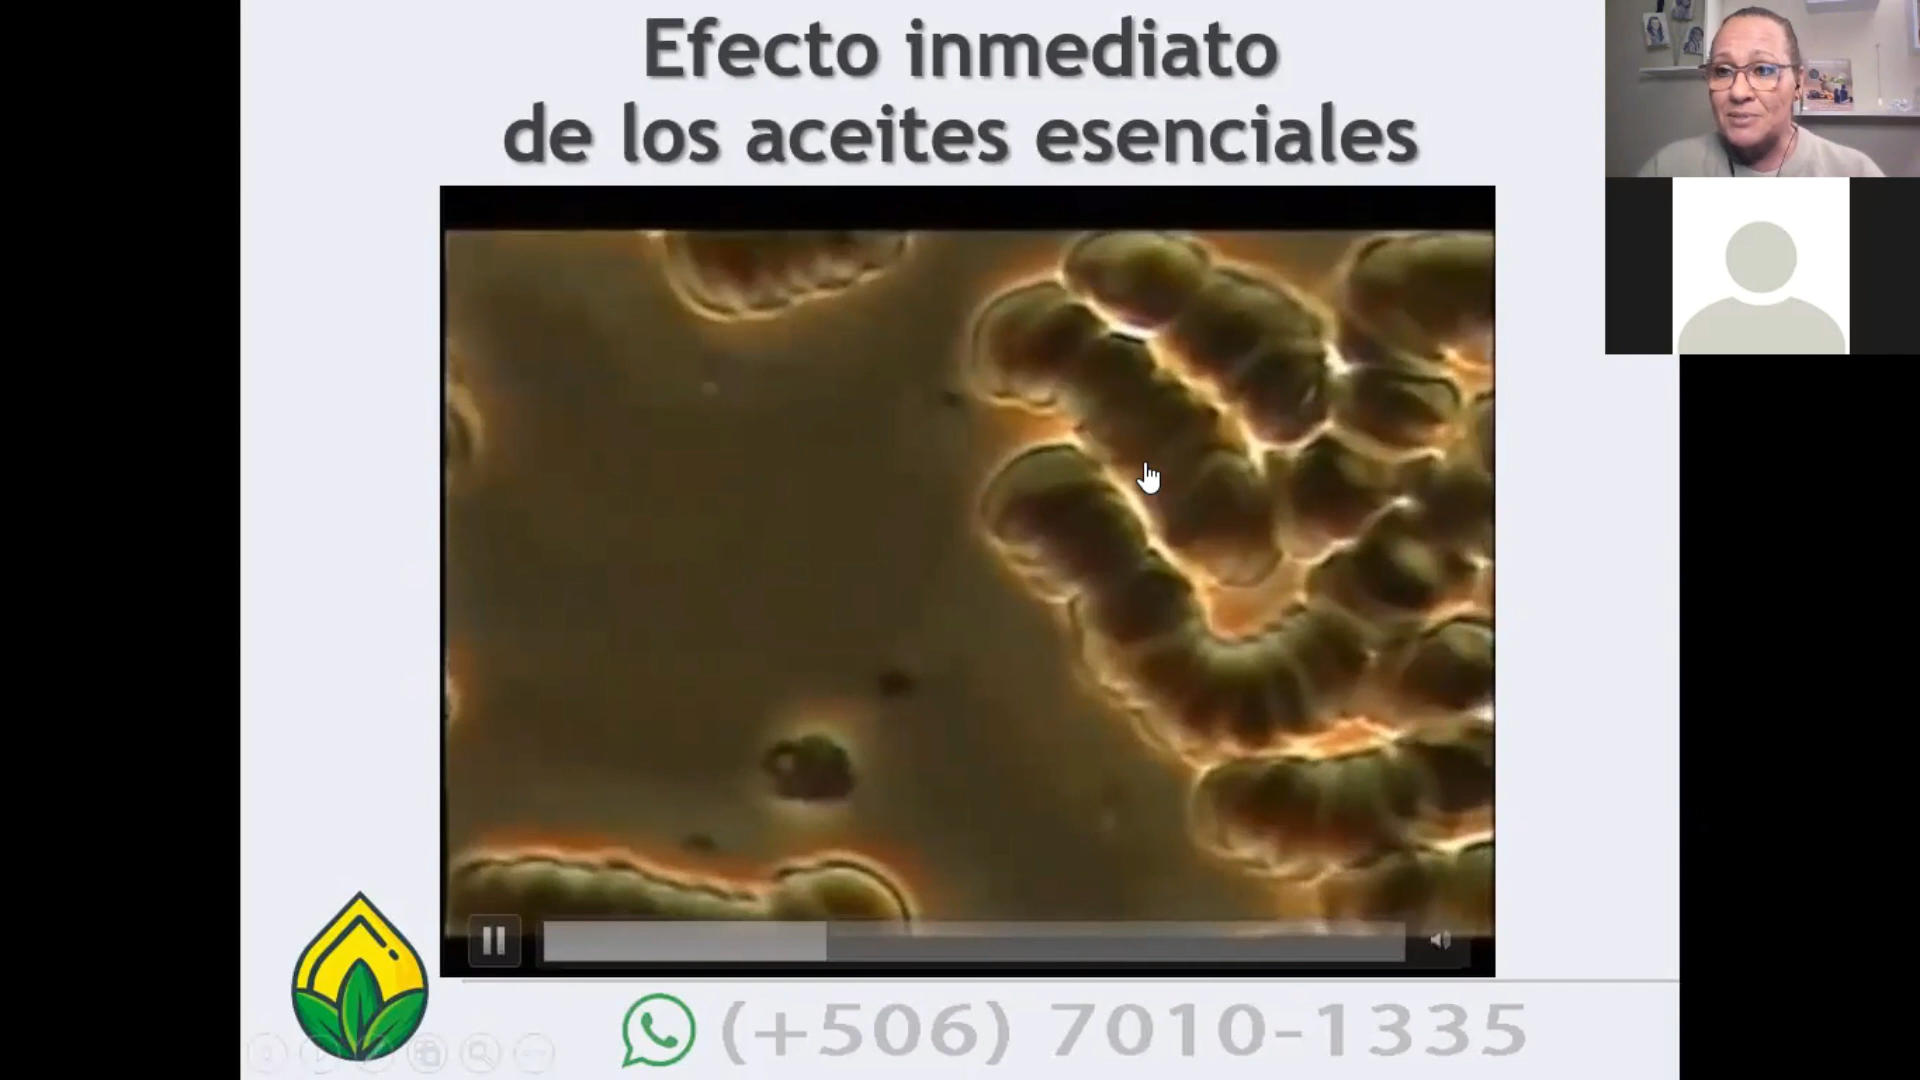 Efecto inmediato
de los aceites esenciales
(+506) 7010-1335